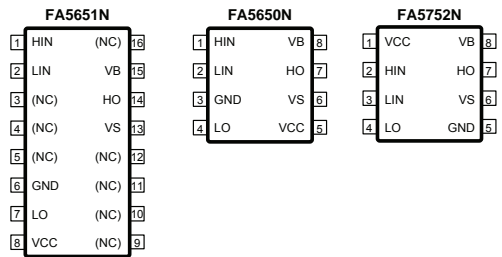 FA5651N FA5650N FA5752N
1 HIN (NC) 16 1 HIN VB 8 1 VCC VB 8
2 LIN VB 15 2 LIN HO 7 2 HIN HO 7
3 (NC) HO 14 3 GND VS 6 3 LIN VS 6
4 (NC) VS 13 4 LO VCC 5 4 LO GND 5
5 (NC) (NC) 12
6 GND (NC) 11
7 LO (NC) 10
8 VCC (NC) 9